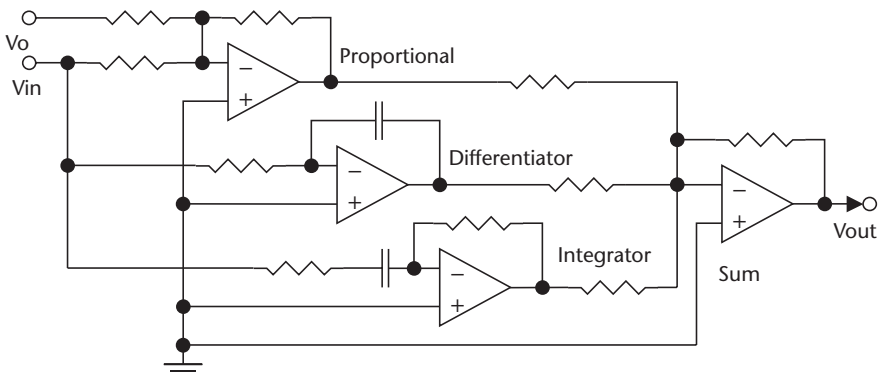 Vo
Vin
Proportional
−
+
Differentiator
−
+
Integrator
−
+
−
+
Vout
Sum